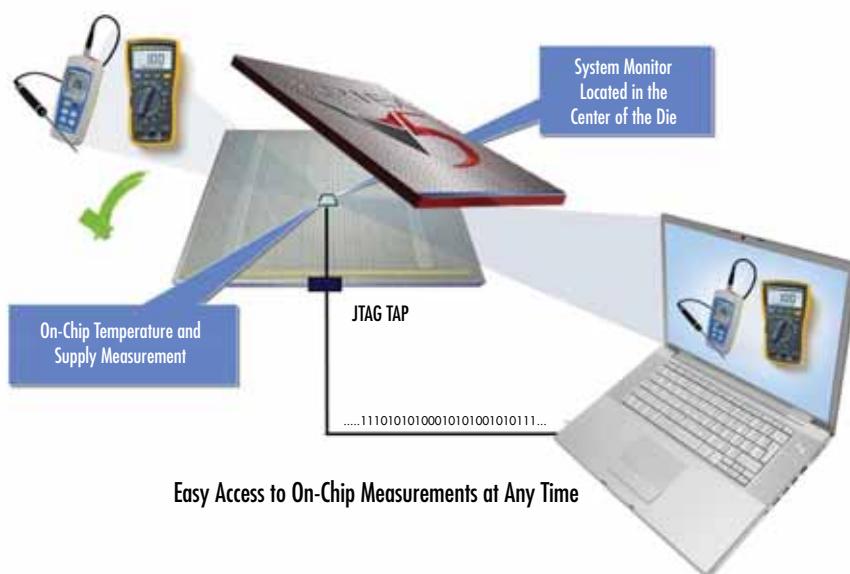 System Monitor
Located in the
Center of the Die
On-Chip Temperature and
Supply Measurement
JTAG TAP
.....1110101010001010100101010111...
Easy Access to On-Chip Measurements at Any Time